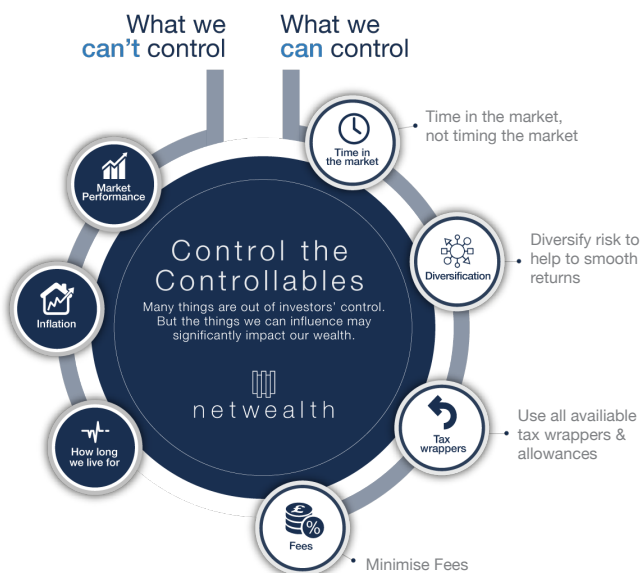 What we
can't control
What we
can control
Time in
the market
Time in the market,
not timing the market
Market
Performance
Diversification
Diversify risk to
help to smooth
returns
Control the
Controllables
Many things are out of investors' control.
But the things we can influence may
significantly impact our wealth.
netwealth
Inflation
Tax
wrappers
Use all availiable
tax wrappers &
allowances
How long
we live for
£
%
Fees
Minimise Fees